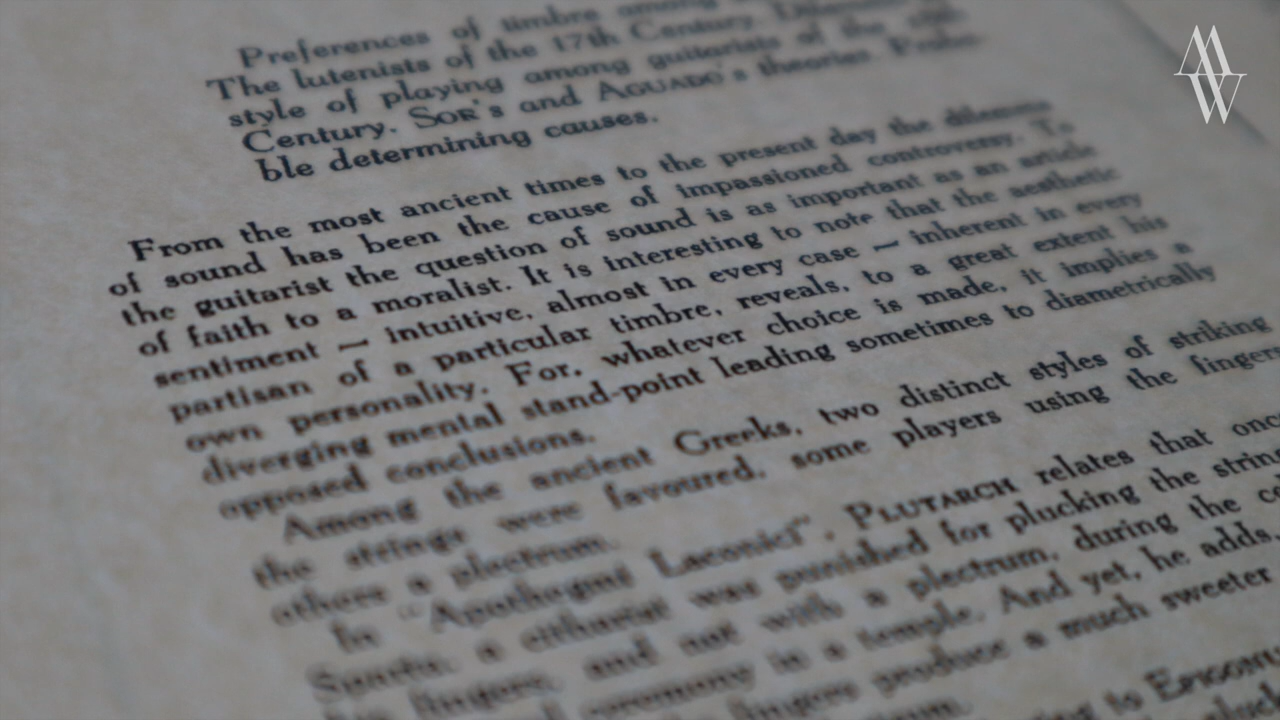 Preferences of timbre among
The lutenists of the 17th Century. Dilemma of
style of playing among guitarists of the
Century. SOR's and AGUADO's theories. Proba-
ble determining causes.
From the most ancient times to the present day the dilemma
of sound has been the cause of impassioned controversy. To
the guitarist the question of sound is as important as an article
of faith to a moralist. It is interesting to note that the aesthetic
sentiment — intuitive, almost in every case — inherent in every
partisan of a particular timbre, reveals, to a great extent his
own personality. For, whatever choice is made, it implies a
diverging mental stand-point leading sometimes to diametrically
opposed conclusions.
Among the ancient Greeks, two distinct styles of striking
the strings were favoured, some players using the fingers
others a plectrum.
In "Apothegmi Laconici", PLUTARCH relates that once
Sparta, a citharist was punished for plucking the string
his fingers, and not with a plectrum, during the
ceremony in a temple. And yet, he adds,
fingers produce a much sweeter
to EPIGON